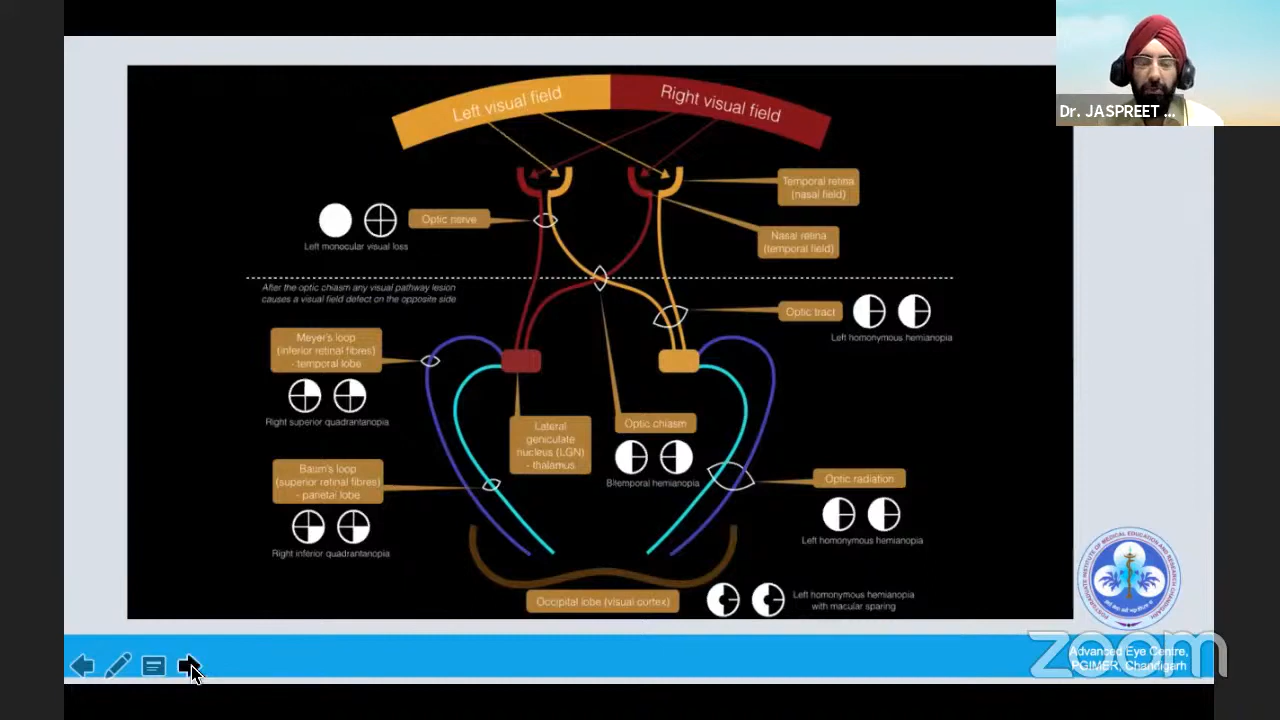 Dr. JASPREET ...
Left visual field
Right visual field
Temporal retina
(nasal field)
Optic nerve
Left monocular visual loss
Nasal retina
(temporal field)
After the optic chiasm any visual pathway lesion
causes a visual field defect on the opposite side
Optic tract
Left homonymous hemianopia
Meyer's loop
(inferior retinal fibres)
- temporal lobe
Right superior quadrantanopia
Lateral
geniculate
nucleus (LGN)
- thalamus
Optic chiasm
Bitemporal hemianopia
Baum's loop
(superior retinal fibres)
- parietal lobe
Right inferior quadrantanopia
Optic radiation
Left homonymous hemianopia
Occipital lobe (visual cortex)
Left homonymous hemianopia
with macular sparing
zoom
Advanced Eye Centre,
PGIMER, Chandigarh